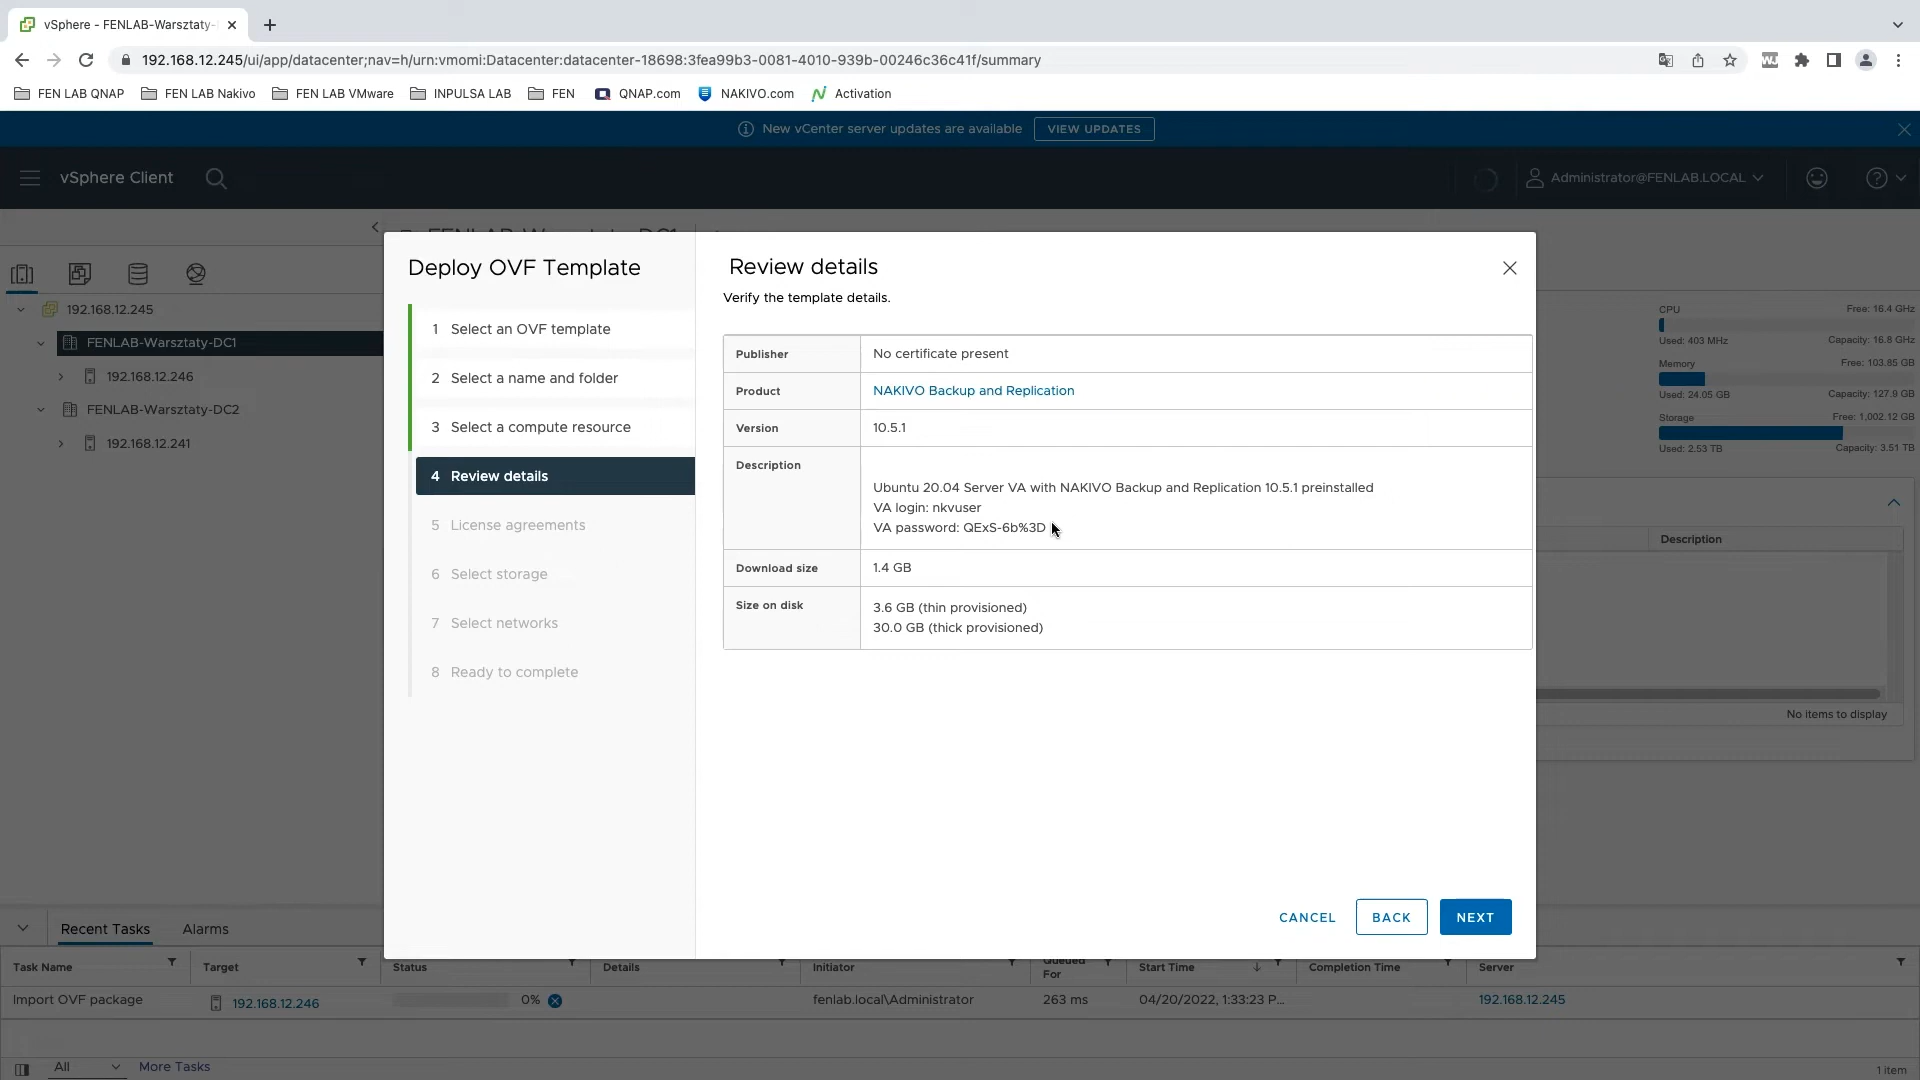 vSphere - FENLAB-Warsztaty-
192.168.12.245/ui/app/datacenter;nav=h/urn:vmomi:Datacenter:datacenter-18698:3fea99b3-0081-4010-939b-00246c36c41f/summary
FEN LAB QNAP
FEN LAB Nakivo
FEN LAB VMware
INPULSA LAB
FEN
QNAP.com
NAKIVO.com
Activation
New vCenter server updates are available
VIEW UPDATES
vSphere Client
Administrator@FENLAB.LOCAL
192.168.12.245
FENLAB-Warsztaty-DC1
192.168.12.246
FENLAB-Warsztaty-DC2
192.168.12.241
FENLAB-Warsztaty-DC1
Deploy OVF Template
1 Select an OVF template
2 Select a name and folder
3 Select a compute resource
4 Review details
5 License agreements
6 Select storage
7 Select networks
8 Ready to complete
Review details
Verify the template details.
Publisher No certificate present
Product NAKIVO Backup and Replication
Version 10.5.1
Description
Ubuntu 20.04 Server VA with NAKIVO Backup and Replication 10.5.1 preinstalled
VA login: nkvuser
VA password: QExS-6b%3D
Download size 1.4 GB
Size on disk 3.6 GB (thin provisioned)
30.0 GB (thick provisioned)
CANCEL
BACK
NEXT
CPU Free: 16.4 GHz
Used: 403 MHz Capacity: 16.8 GHz
Memory Free: 103.85 GB
Used: 24.05 GB Capacity: 127.9 GB
Storage Free: 1,002.12 GB
Used: 2.53 TB Capacity: 3.51 TB
Description
No items to display
Recent Tasks Alarms
Task Name Target Status Details Initiator Queued For Start Time Completion Time Server
Import OVF package 192.168.12.246 0% fenlab.local\Administrator 263 ms 04/20/2022, 1:33:23 P... 192.168.12.245
All More Tasks
1 item